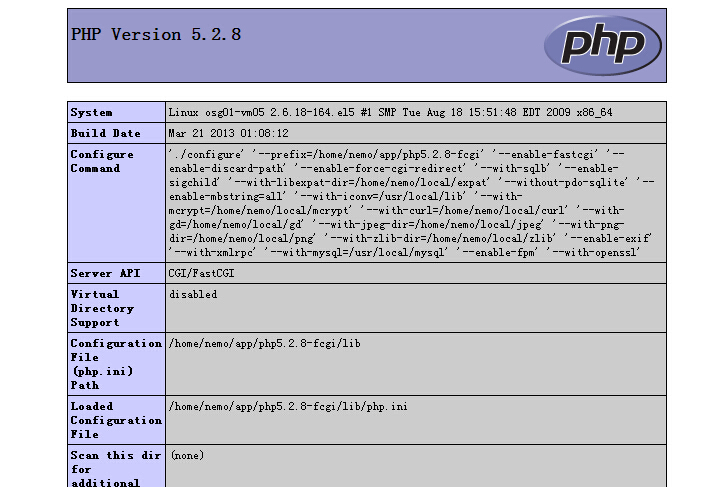 PHP Version 5.2.8
php
System
Linux osg01-vm05 2.6.18-164.el5 #1 SMP Tue Aug 18 15:51:48 EDT 2009 x86_64
Build Date
Mar 21 2013 01:08:12
Configure
Command
'./configure' '--prefix=/home/nemo/app/php5.2.8-fcgi' '--enable-fastcgi' '--
enable-discard-path' '--enable-force-cgi-redirect' '--with-sqlb' '--enable-
sigchild' '--with-libexpat-dir=/home/nemo/local/expat' '--without-pdo-sqlite' '--
enable-mbstring=all' '--with-iconv=/usr/local/lib' '--with-
mcrypt=/home/nemo/local/mcrypt' '--with-curl=/home/nemo/local/curl' '--with-
gd=/home/nemo/local/gd' '--with-jpeg-dir=/home/nemo/local/jpeg' '--with-png-
dir=/home/nemo/local/png' '--with-zlib-dir=/home/nemo/local/zlib' '--enable-exif'
'--with-xmlrpc' '--with-mysql=/usr/local/mysql' '--enable-fpm' '--with-openssl'
Server API
CGI/FastCGI
Virtual
Directory
Support
disabled
Configuration
File
(php.ini)
Path
/home/nemo/app/php5.2.8-fcgi/lib
Loaded
Configuration
File
/home/nemo/app/php5.2.8-fcgi/lib/php.ini
Scan this dir
for
additional
(none)